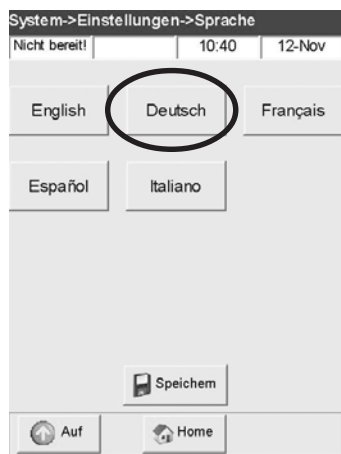 System->Einstellungen->Sprache
Nicht bereit! 10:40 12-Nov
English Deutsch Français
Español Italiano
Speichern
Auf Home